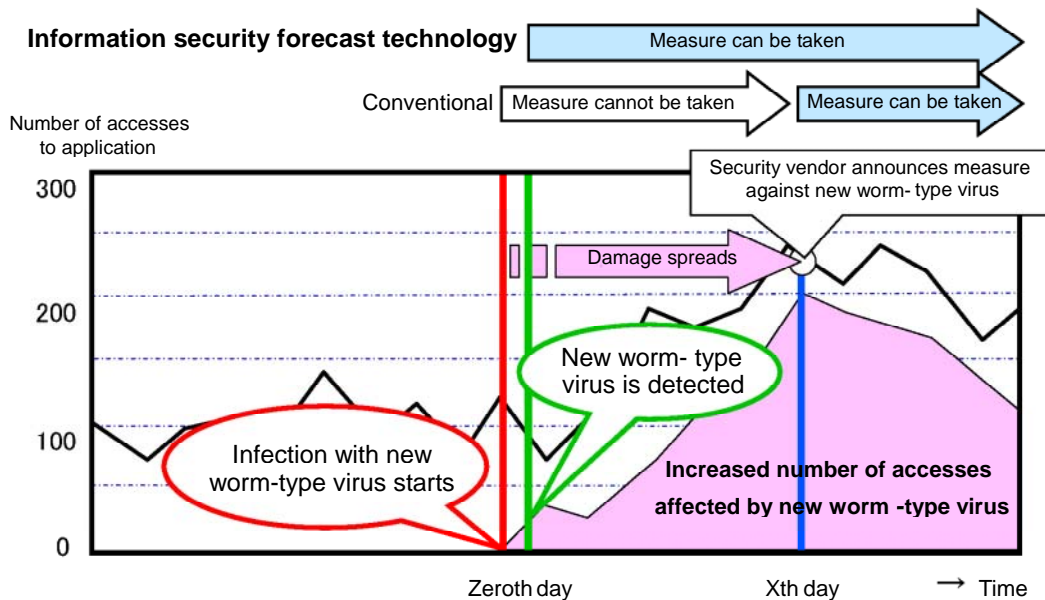 Information security forecast technology
Measure can be taken
Conventional
Measure cannot be taken
Measure can be taken
Number of accesses
to application
Security vendor announces measure
against new worm- type virus
300
Damage spreads
200
New worm- type
virus is detected
100
Infection with new
worm-type virus starts
Increased number of accesses
affected by new worm -type virus
0
Zeroth day
Xth day
→ Time